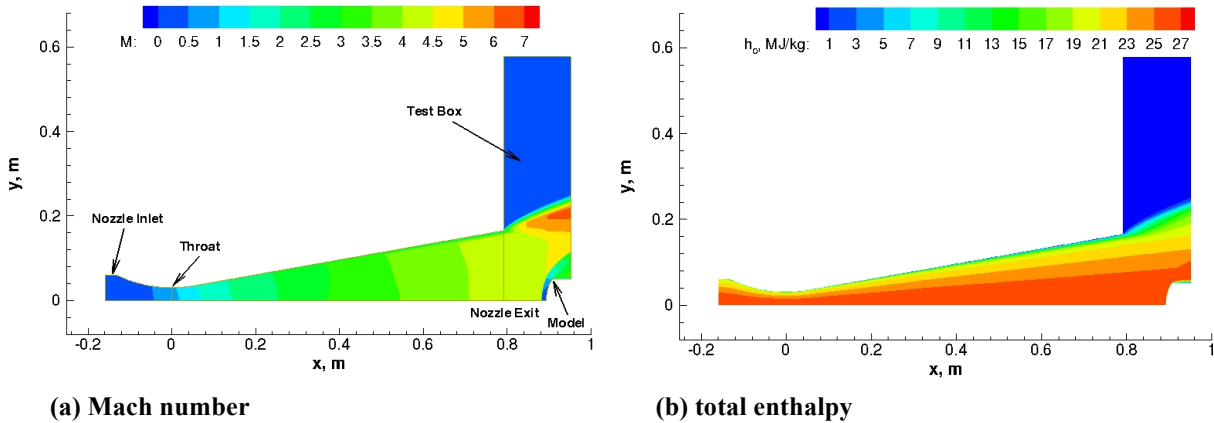 M: 0 0.5 1 1.5 2 2.5 3 3.5 4 4.5 5 6 7
0.6
0.4
0.2
0
y, m
Test Box
Nozzle Inlet
Throat
Nozzle Exit
Model
-0.2 0 0.2 0.4 0.6 0.8 1
x, m
(a) Mach number
h₀, MJ/kg: 1 3 5 7 9 11 13 15 17 19 21 23 25 27
0.6
0.4
0.2
0
y, m
-0.2 0 0.2 0.4 0.6 0.8 1
x, m
(b) total enthalpy